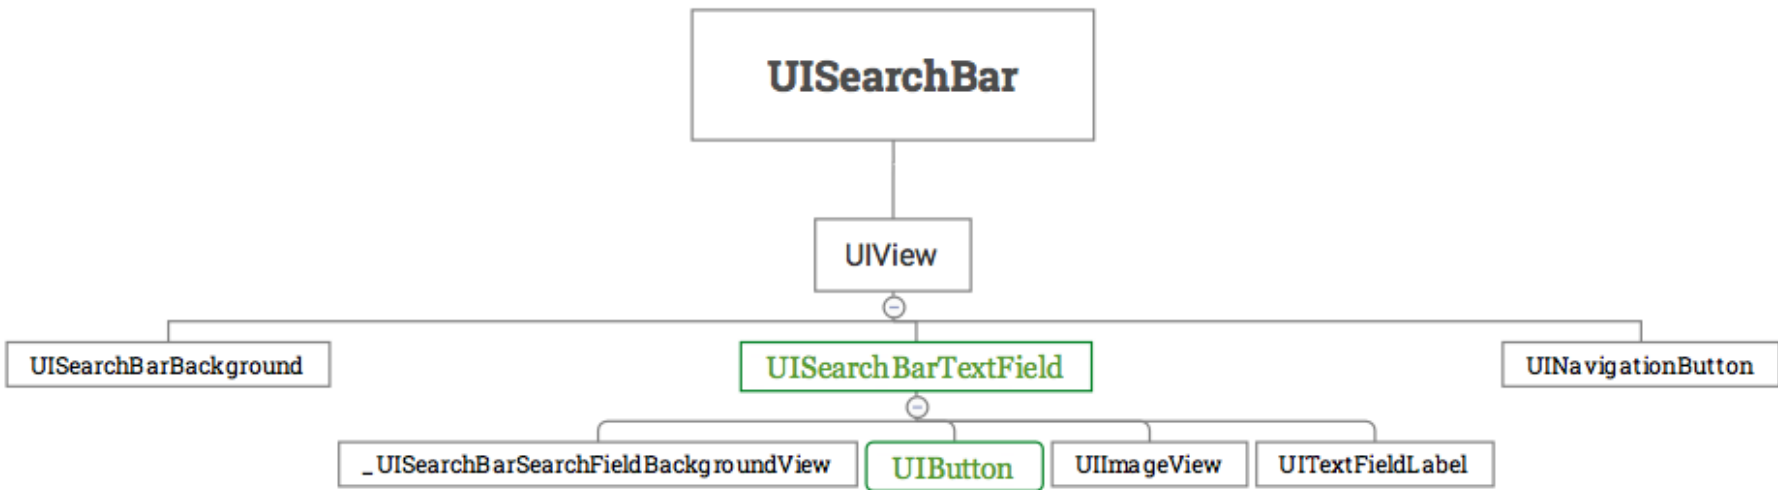 UISearchBar
UIView
UISearchBarBackground
UISearchBarTextField
UINavigationButton
_UISearchBarSearchFieldBackgroundView
UIButton
UIImageView
UITextFieldLabel